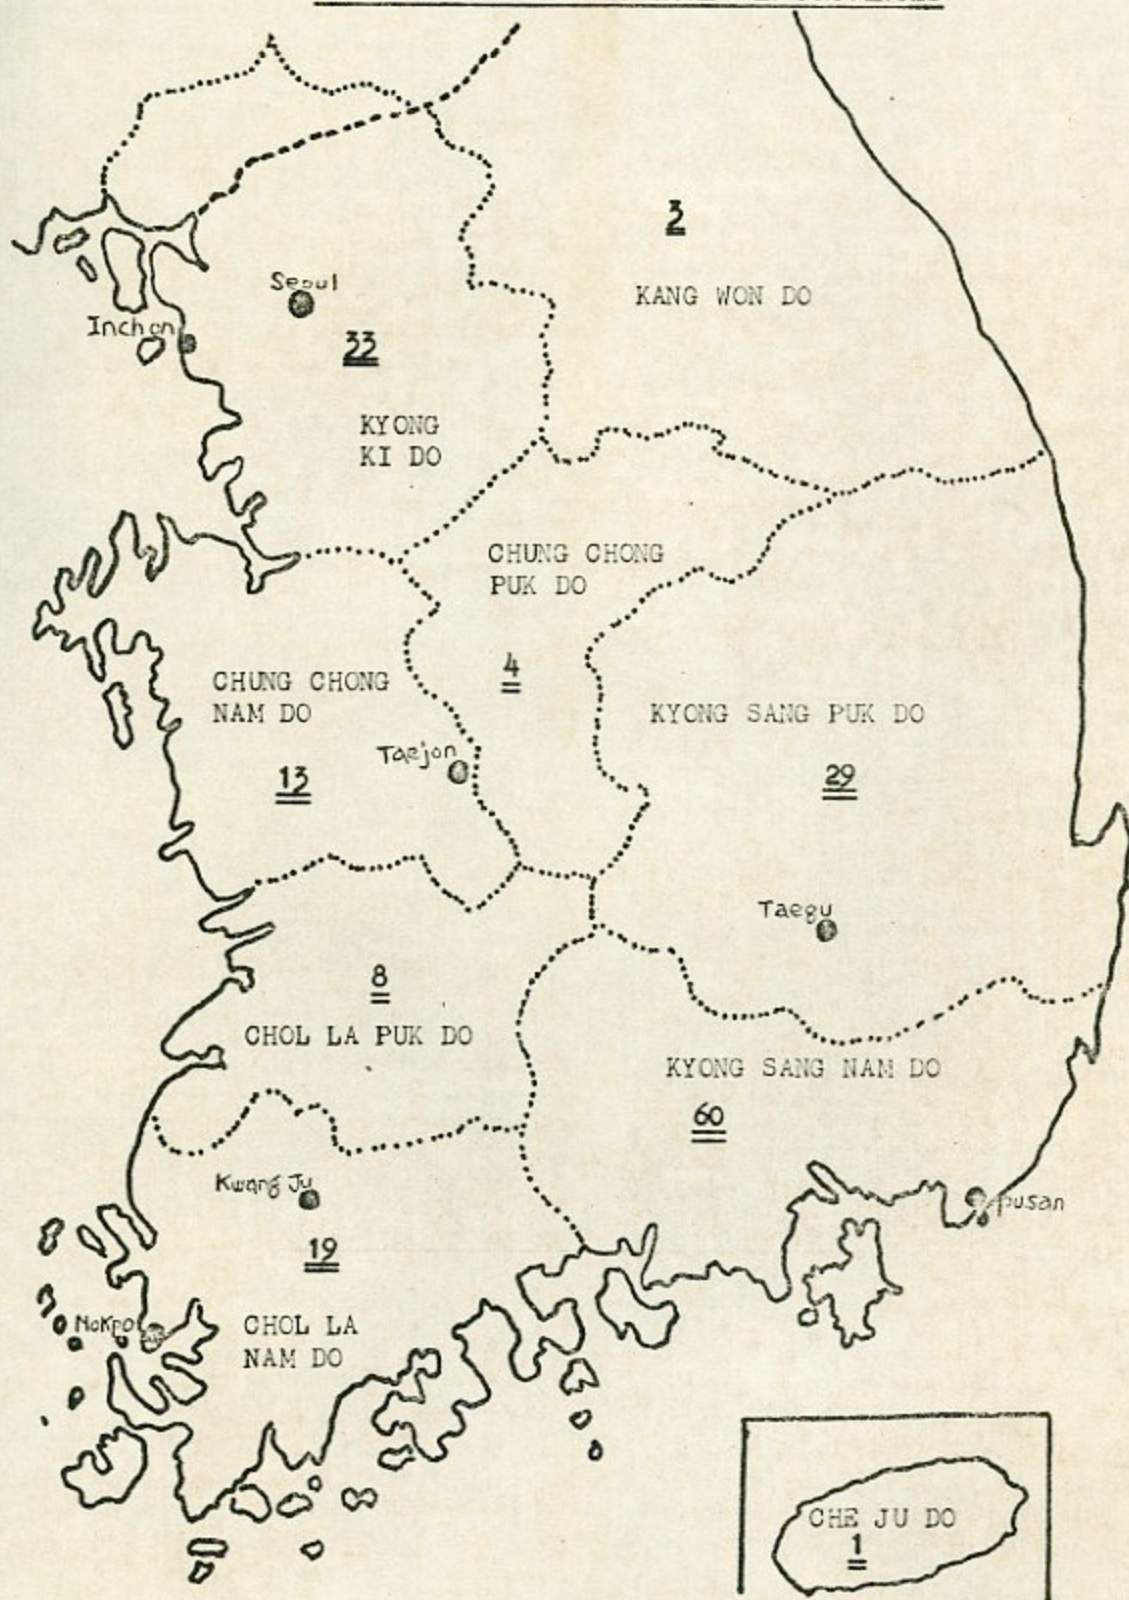 3
KANG WON DO
Seoul
Inchon
33
KYONG
KI DO
CHUNG CHONG
PUK DO
4
CHUNG CHONG
NAM DO
Taejon
13
KYONG SANG PUK DO
29
Taegu
8
CHOL LA PUK DO
KYONG SANG NAM DO
60
Kwang Ju
19
pusan
Mokpo
CHOL LA
NAM DO
CHE JU DO
1